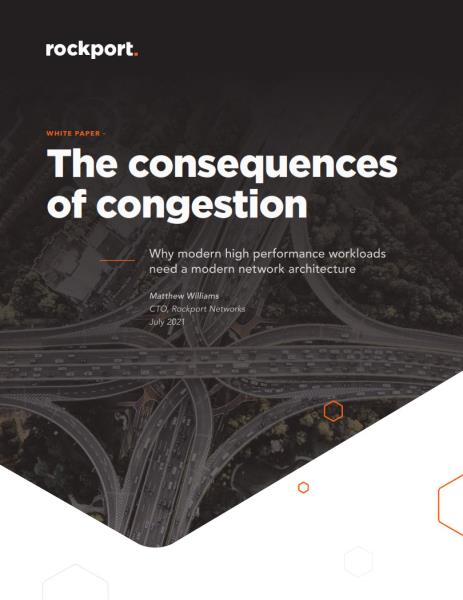 rockport.
WHITE PAPER -
The consequences
of congestion
Why modern high performance workloads
need a modern network architecture
Matthew Williams
CTO, Rockport Networks
July 2021